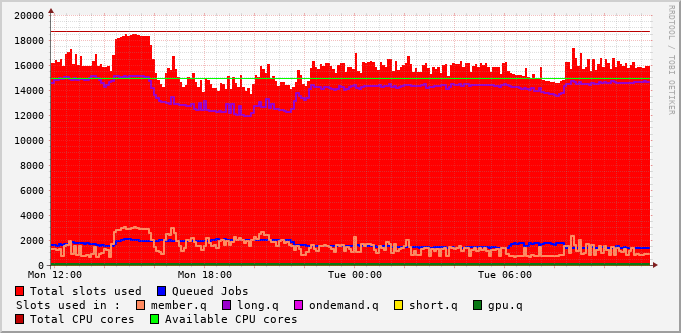 20000
18000
16000
14000
12000
10000
8000
6000
4000
2000
0
Mon 12:00 Mon 18:00 Tue 00:00 Tue 06:00
RRDTOOL / TOBI OETIKER
Total slots used Queued Jobs
Slots used in : member.q long.q ondemand.q short.q gpu.q
Total CPU cores Available CPU cores